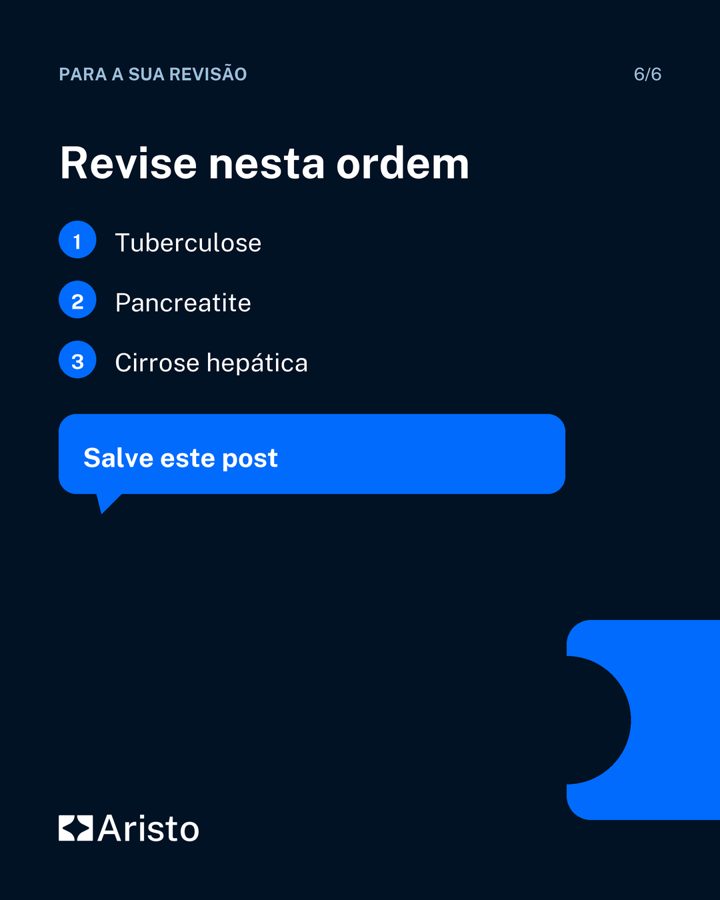 PARA A SUA REVISÃO 6/6
Revise nesta ordem
1 Tuberculose
2 Pancreatite
3 Cirrose hepática
Salve este post
Aristo